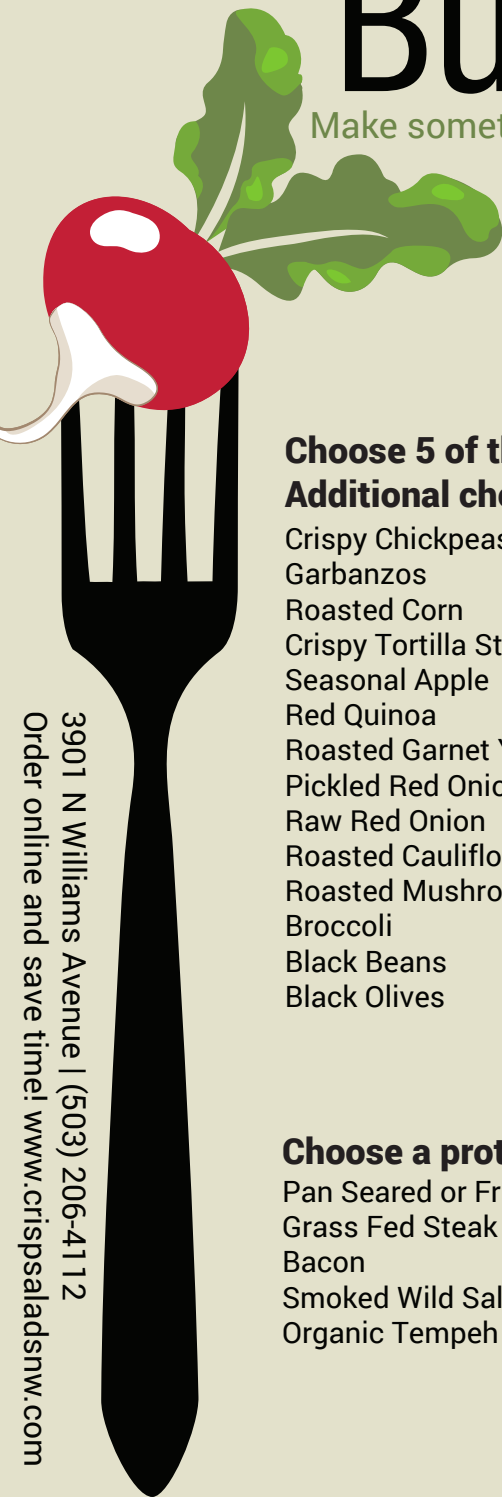 Bu
Make somet
Choose 5 of t
Additional cho
Crispy Chickpeas
Garbanzos
Roasted Corn
Crispy Tortilla St
Seasonal Apple
Red Quinoa
Roasted Garnet
Pickled Red Onio
Raw Red Onion
Roasted Cauliflo
Roasted Mushro
Broccoli
Black Beans
Black Olives
Choose a prot
Pan Seared or Fr
Grass Fed Steak
Bacon
Smoked Wild Sal
Organic Tempeh
3901 N Williams Avenue | (503) 206-4112
Order online and save time! www.crispsaladsnw.com